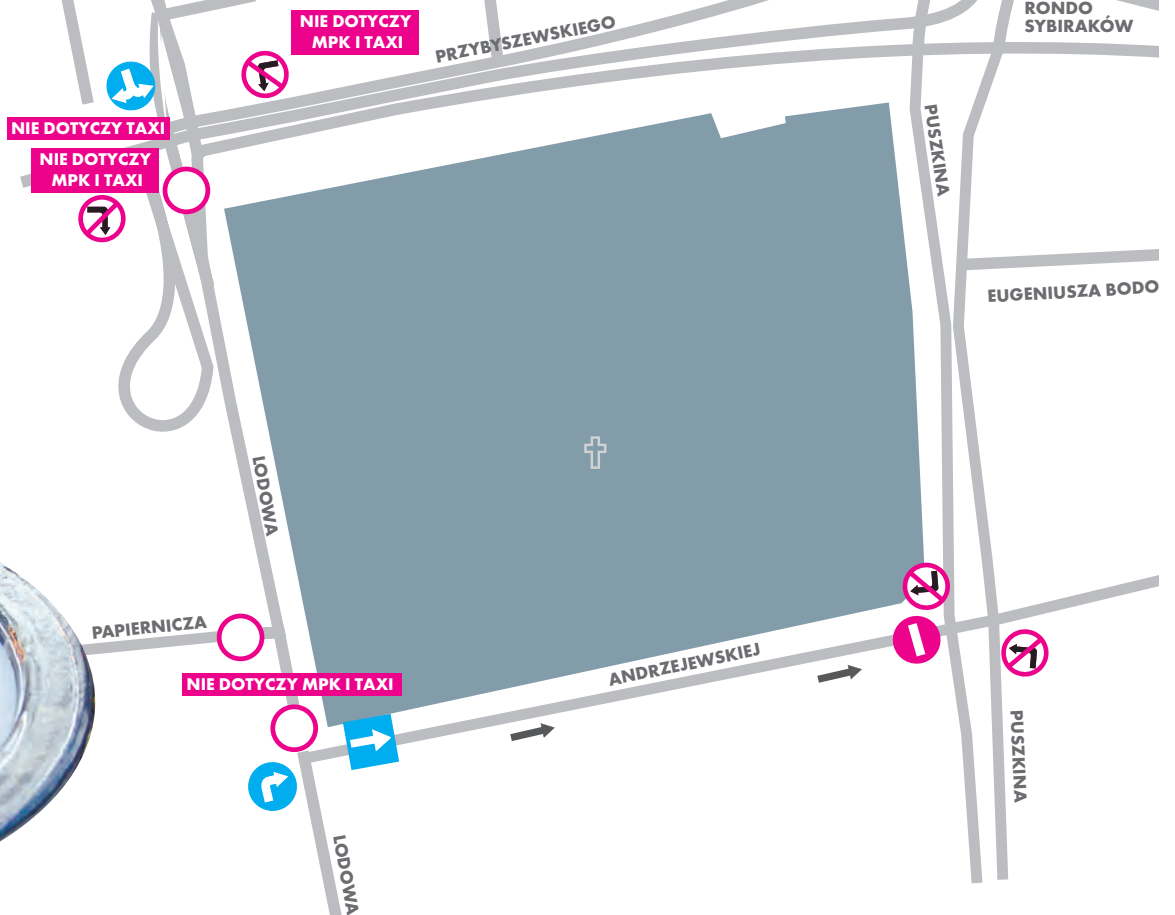 NIE DOTYCZY
MPK I TAXI
PRZYBYSZEWSKIEGO
RONDO
SYBIRAKÓW
NIE DOTYCZY TAXI
NIE DOTYCZY
MPK I TAXI
PUSZKINA
EUGENIUSZA BODO
LODOWA
PAPIERNICZA
NIE DOTYCZY MPK I TAXI
ANDRZEJEWSKIEJ
PUSZKINA
LODOWA